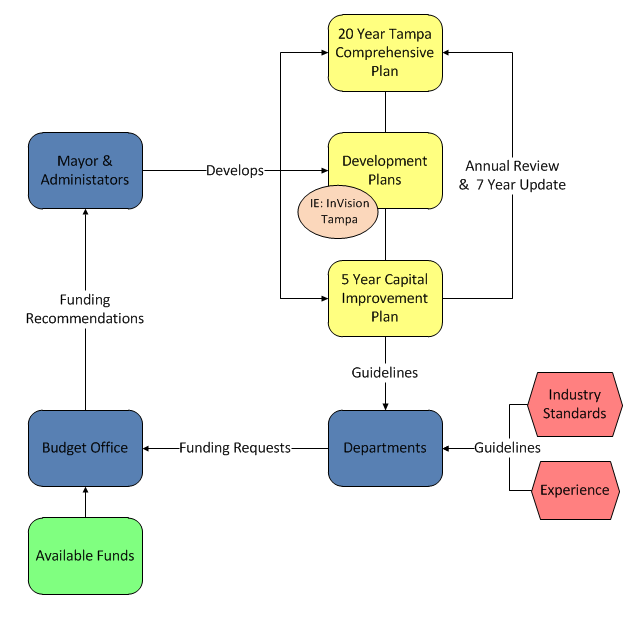 20 Year Tampa
Comprehensive
Plan
Mayor &
Administators
Develops
Development
Plans
Annual Review
& 7 Year Update
IE: InVision
Tampa
5 Year Capital
Improvement
Plan
Funding
Recommendations
Guidelines
Industry
Standards
Budget Office
Funding Requests
Departments
Guidelines
Experience
Available Funds